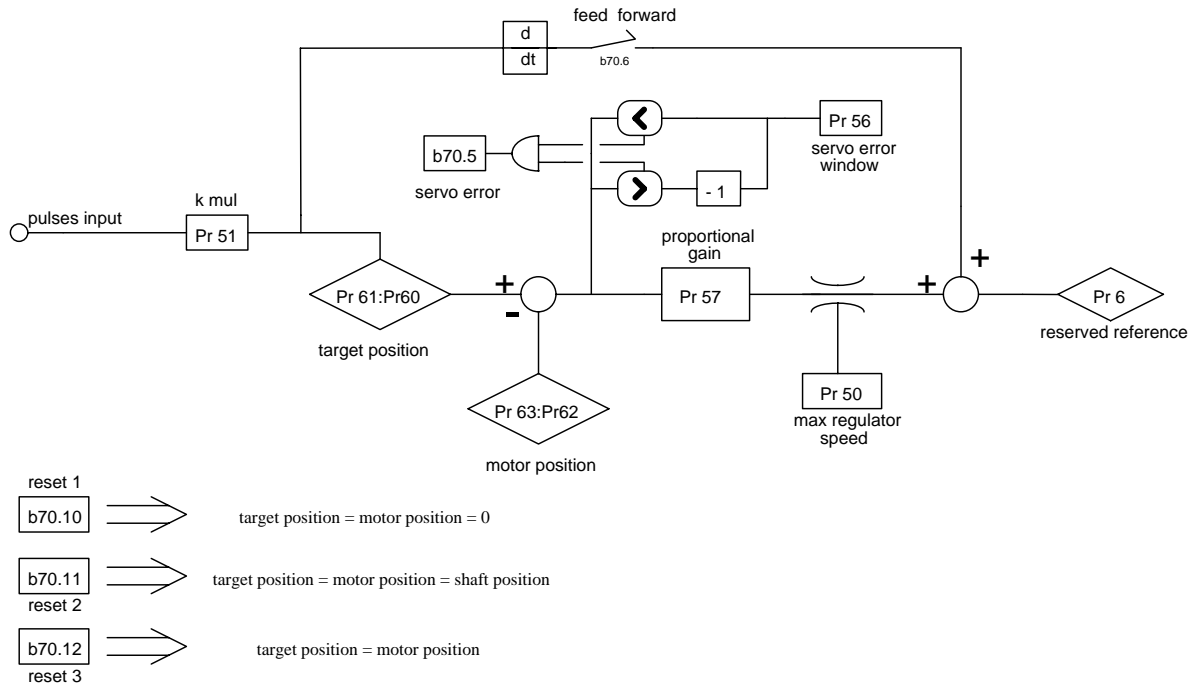 feed forward
d
dt
b70.6
<
Pr 56
servo error
window
b70.5
servo error
>
- 1
k mul
pulses input
Pr 51
proportional
gain
Pr 57
+
-
+
+
Pr 61:Pr60
target position
Pr 6
reserved reference
Pr 63:Pr62
motor position
Pr 50
max regulator
speed
reset 1
b70.10
target position = motor position = 0
b70.11
target position = motor position = shaft position
reset 2
b70.12
target position = motor position
reset 3